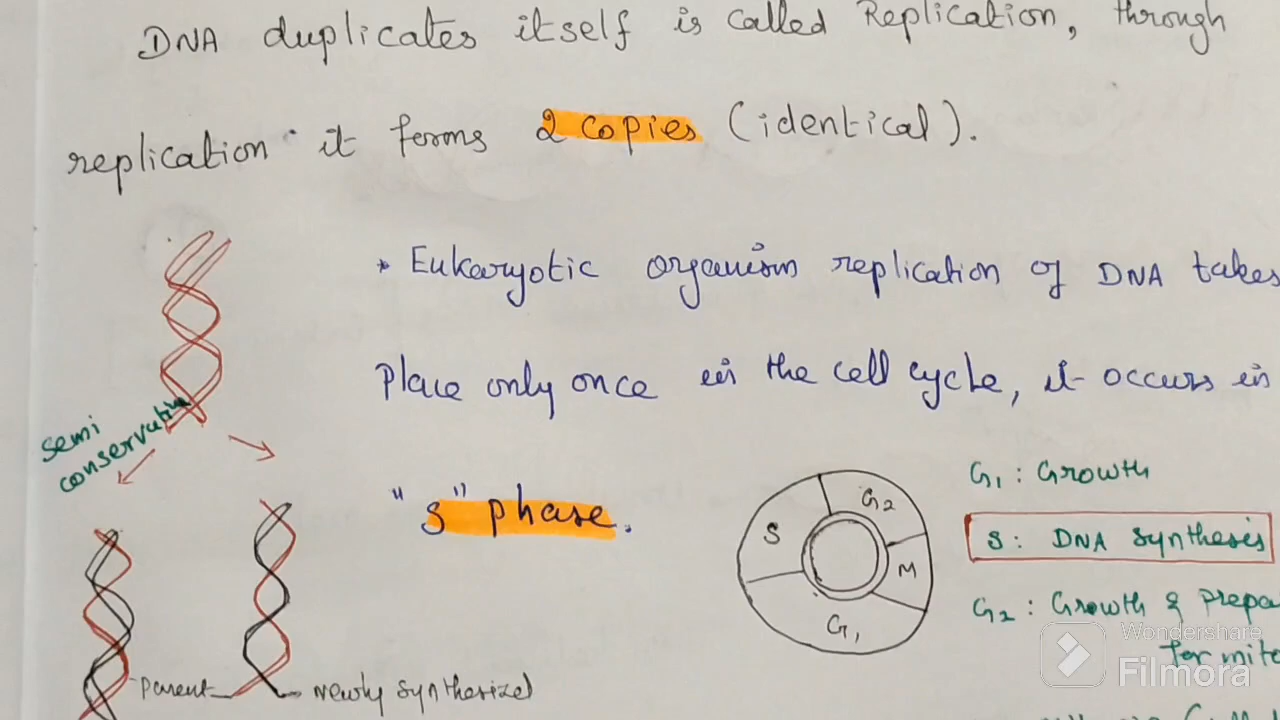 DNA duplicates itself is called Replication, through
replication it forms 2 copies (identical).
* Eukaryotic organism replication of DNA takes
Place only once in the cell cycle, it occurs in
"S" phase.
semi
conservative
G₁ : Growth
S : DNA Synthesis
G₂ : Growth & Prepa
for mito
S
G₂
M
G₁
Parent
newly synthesized
Wondershare
Filmora